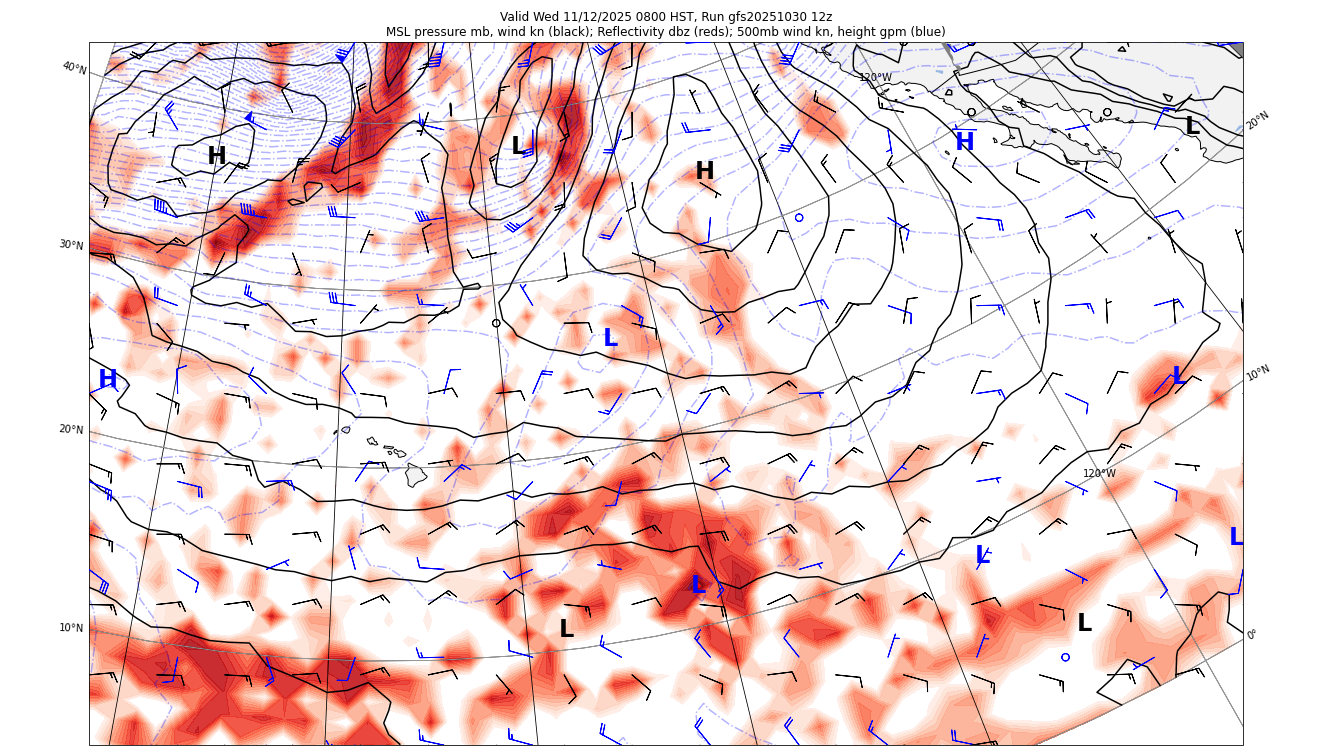 Valid Wed 11/12/2025 0800 HST, Run gfs20251030 12z
MSL pressure mb, wind kn (black); Reflectivity dbz (reds); 500mb wind kn, height gpm (blue)
40°N
120°W
20°N
L
H
L
H
H
30°N
L
H
L
10°N
20°N
120°W
L
L
L
L
L
10°N
0°